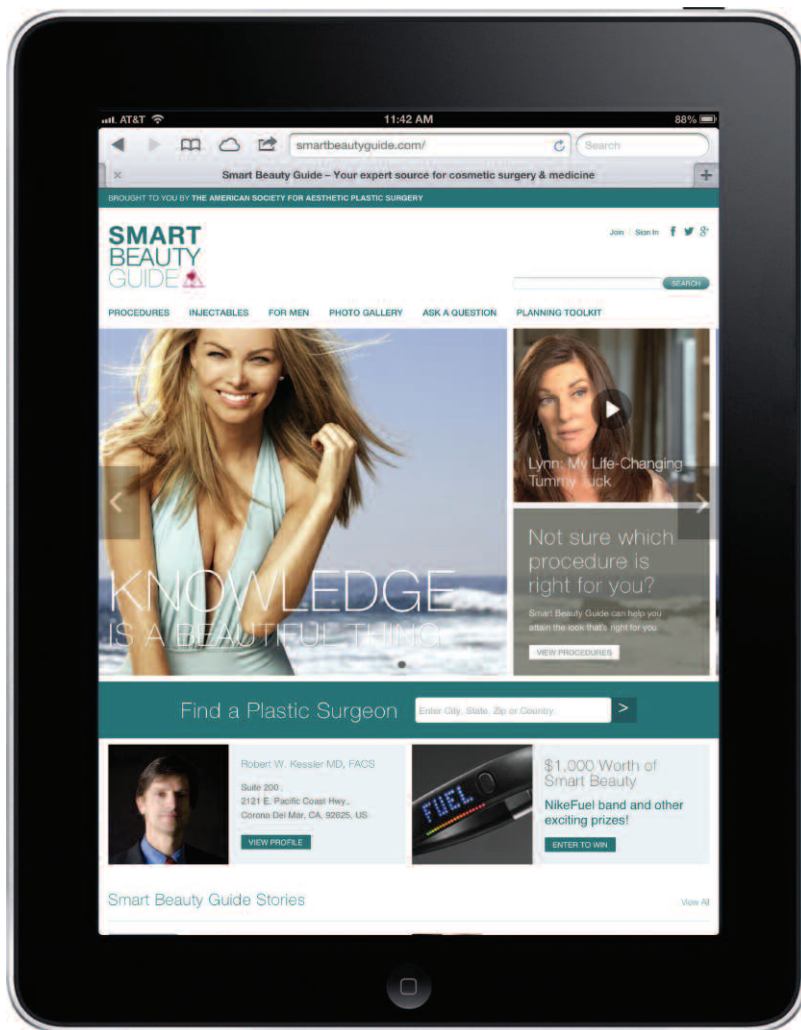 AT&T
11:42 AM
88%
smartbeautyguide.com/
Search
Smart Beauty Guide – Your expert source for cosmetic surgery & medicine
BROUGHT TO YOU BY THE AMERICAN SOCIETY FOR AESTHETIC PLASTIC SURGERY
SMART
BEAUTY
GUIDE
Join
Sign In
SEARCH
PROCEDURES
INJECTABLES
FOR MEN
PHOTO GALLERY
ASK A QUESTION
PLANNING TOOLKIT
KNOWLEDGE
IS A BEAUTIFUL THING
Lynn: My Life-Changing
Tummy Tuck
Not sure which
procedure is
right for you?
Smart Beauty Guide can help you
attain the look that's right for you
VIEW PROCEDURES
Find a Plastic Surgeon
Enter City, State, Zip or Country
>
Robert W. Kessler MD, FACS
Suite 200 ,
2121 E. Pacific Coast Hwy.,
Corona Del Mar, CA, 92625, US
VIEW PROFILE
FUEL
$1,000 Worth of
Smart Beauty
NikeFuel band and other
exciting prizes!
ENTER TO WIN
Smart Beauty Guide Stories
View All